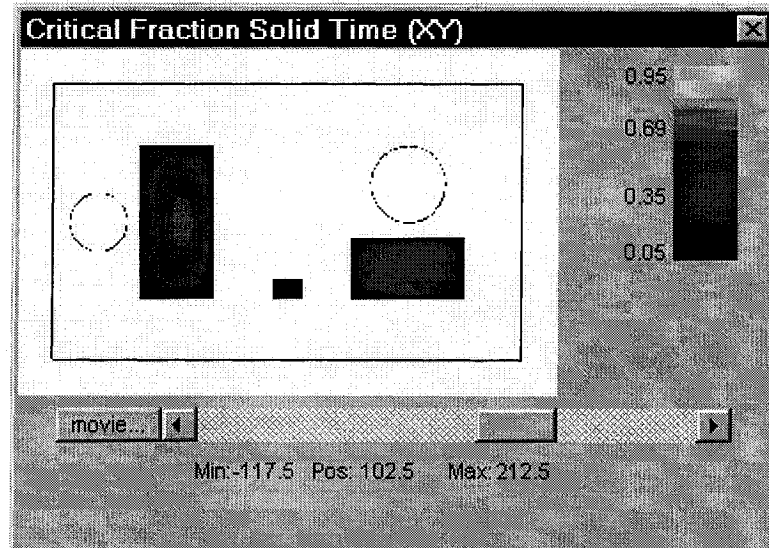 Critical Fraction Solid Time (XY)
0.95
0.69
0.35
0.05
movie...
Min:-117.5 Pos: 102.5 Max: 212.5